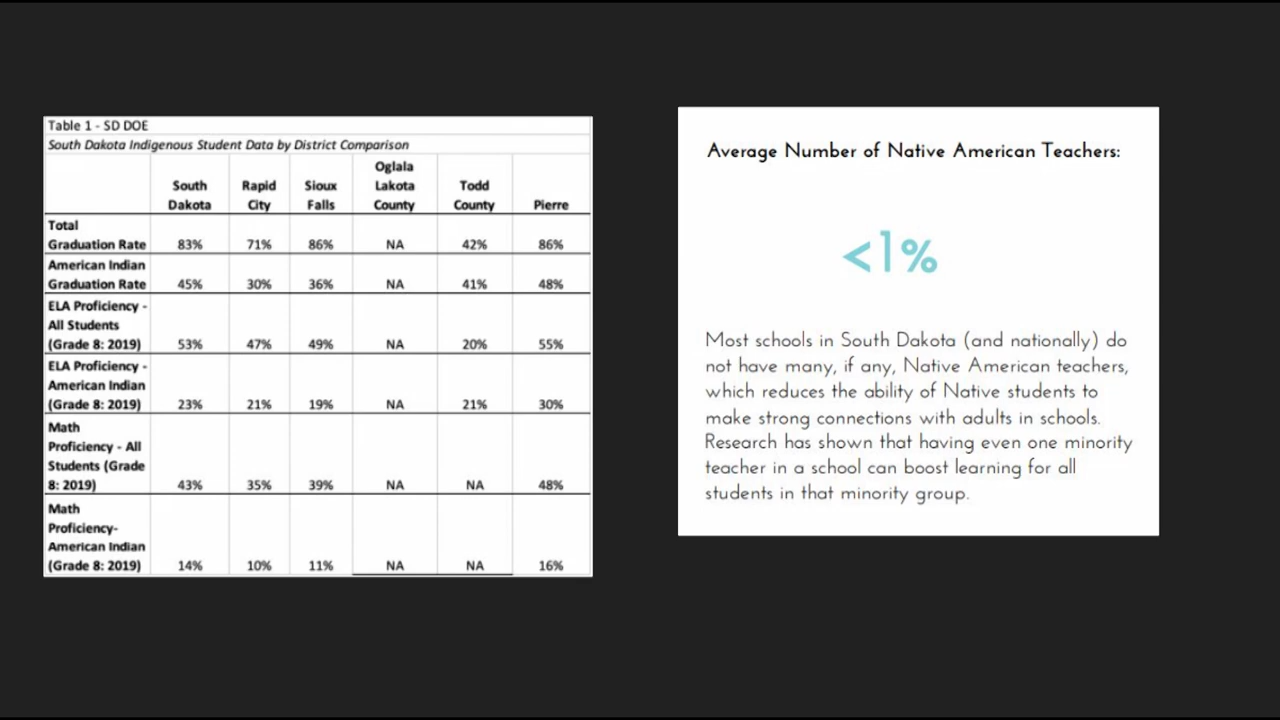 Table 1 - SD DOE
South Dakota Indigenous Student Data by District Comparison
South Dakota Rapid City Sioux Falls Oglala Lakota County Todd County Pierre
Total Graduation Rate 83% 71% 86% NA 42% 86%
American Indian Graduation Rate 45% 30% 36% NA 41% 48%
ELA Proficiency - All Students (Grade 8: 2019) 53% 47% 49% NA 20% 55%
ELA Proficiency - American Indian (Grade 8: 2019) 23% 21% 19% NA 21% 30%
Math Proficiency - All Students (Grade 8: 2019) 43% 35% 39% NA NA 48%
Math Proficiency- American Indian (Grade 8: 2019) 14% 10% 11% NA NA 16%
Average Number of Native American Teachers:
<1%
Most schools in South Dakota (and nationally) do
not have many, if any, Native American teachers,
which reduces the ability of Native students to
make strong connections with adults in schools.
Research has shown that having even one minority
teacher in a school can boost learning for all
students in that minority group.